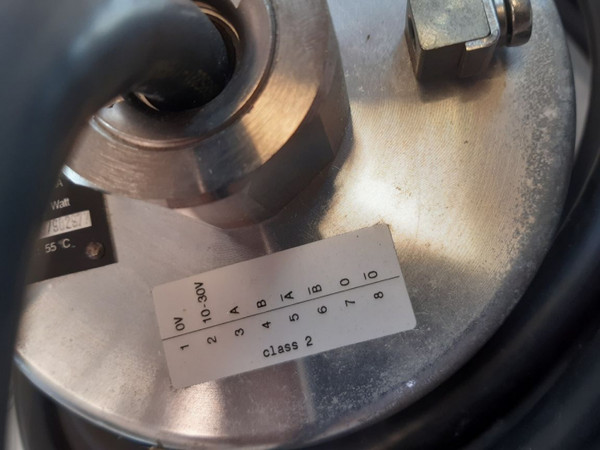 A
Watt
55 °C
0V 10-30V A B A̅ B̅ 0 0̅
1 2 3 4 5 6 7 8
class 2